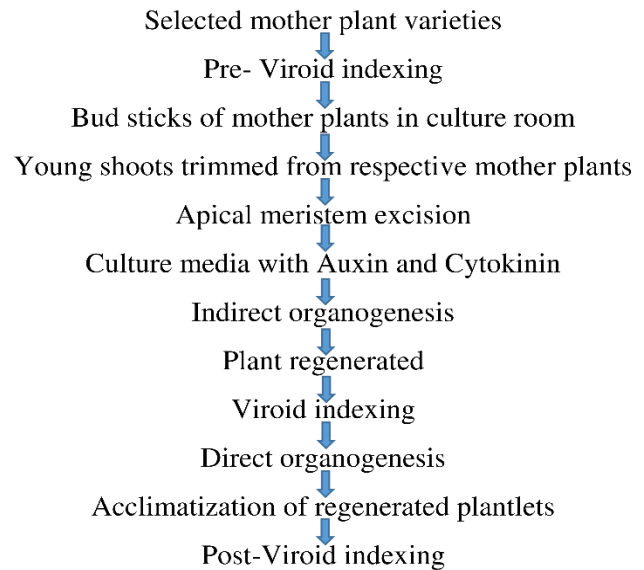 Selected mother plant varieties
Pre- Viroid indexing
Bud sticks of mother plants in culture room
Young shoots trimmed from respective mother plants
Apical meristem excision
Culture media with Auxin and Cytokinin
Indirect organogenesis
Plant regenerated
Viroid indexing
Direct organogenesis
Acclimatization of regenerated plantlets
Post-Viroid indexing